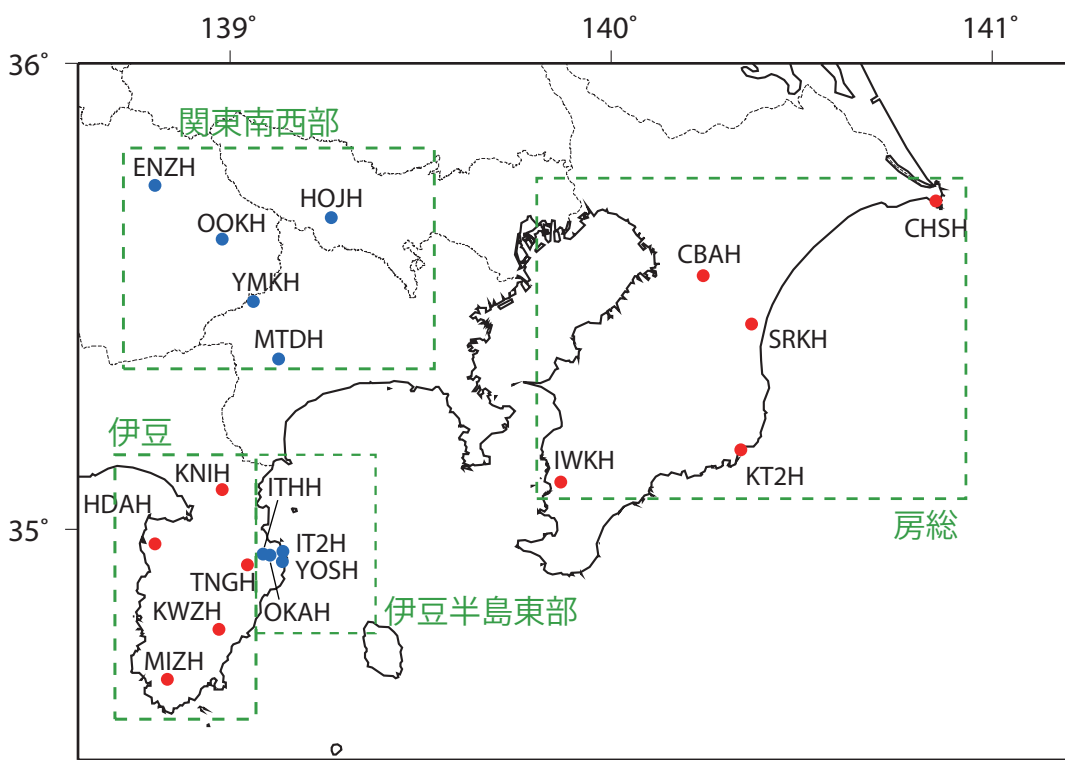 139° 140° 141°
36°
関東南西部
ENZH
HOJH
OOKH
CHSH
CBAH
YMKH
SRKH
MTDH
伊豆
KNIH
ITHH
IWKH
KT2H
HDAH
35°
房総
IT2H
YOSH
TNGH
KWZH
OKAH
伊豆半島東部
MIZH